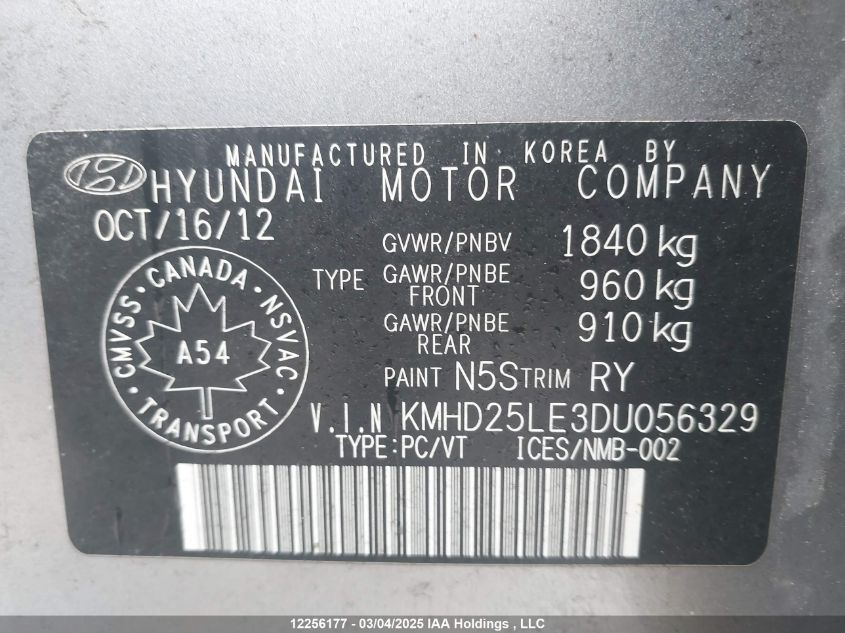 MANUFACTURED IN KOREA BY
HYUNDAI MOTOR COMPANY
OCT/16/12
GVWR/PNBV 1840 kg
TYPE GAWR/PNBE FRONT 960 kg
GAWR/PNBE REAR 910 kg
PAINT N5S TRIM RY
CMVSS · CANADA · NSVAC · TRANSPORT ·
A54
V.I.N KMHD25LE3DU056329
TYPE:PC/VT ICES/NMB-002
12256177 - 03/04/2025 IAA Holdings , LLC